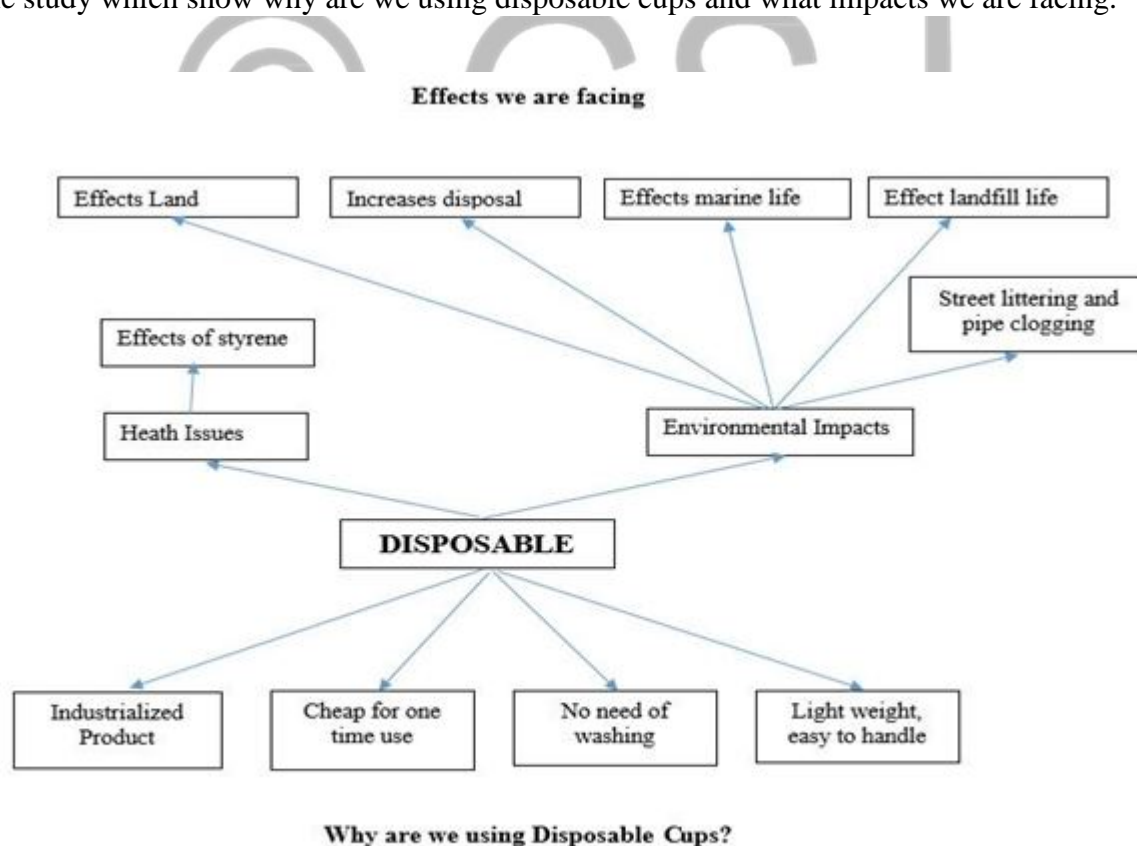 study which show why are we using disposable cups and what impacts we are facing.
Effects we are facing
Effects Land
Increases disposal
Effects marine life
Effect landfill life
Street littering and
pipe clogging
Effects of styrene
Heath Issues
Environmental Impacts
DISPOSABLE
Industrialized
Product
Cheap for one
time use
No need of
washing
Light weight,
easy to handle
Why are we using Disposable Cups?